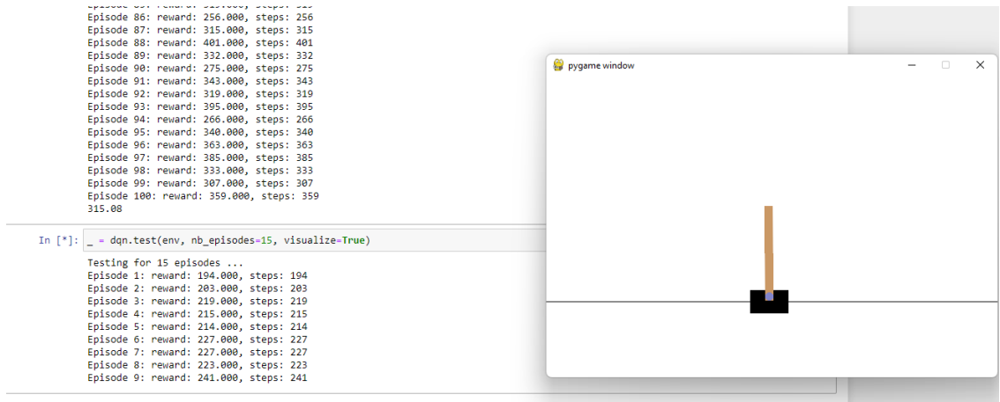 Episode 86: reward: 256.000, steps: 256
Episode 87: reward: 315.000, steps: 315
Episode 88: reward: 401.000, steps: 401
Episode 89: reward: 332.000, steps: 332
Episode 90: reward: 275.000, steps: 275
Episode 91: reward: 343.000, steps: 343
Episode 92: reward: 319.000, steps: 319
Episode 93: reward: 395.000, steps: 395
Episode 94: reward: 266.000, steps: 266
Episode 95: reward: 340.000, steps: 340
Episode 96: reward: 363.000, steps: 363
Episode 97: reward: 385.000, steps: 385
Episode 98: reward: 333.000, steps: 333
Episode 99: reward: 307.000, steps: 307
Episode 100: reward: 359.000, steps: 359
315.08
In [*]: _ = dqn.test(env, nb_episodes=15, visualize=True)
Testing for 15 episodes ...
Episode 1: reward: 194.000, steps: 194
Episode 2: reward: 203.000, steps: 203
Episode 3: reward: 219.000, steps: 219
Episode 4: reward: 215.000, steps: 215
Episode 5: reward: 214.000, steps: 214
Episode 6: reward: 227.000, steps: 227
Episode 7: reward: 227.000, steps: 227
Episode 8: reward: 223.000, steps: 223
Episode 9: reward: 241.000, steps: 241
pygame window